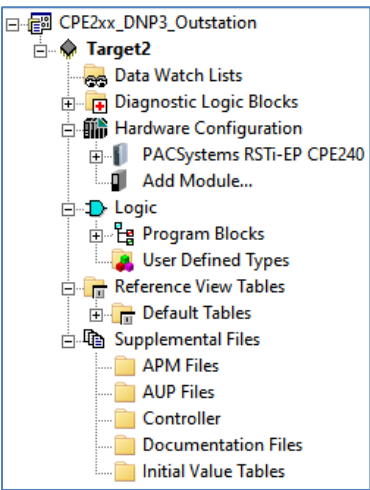 CPE2xx_DNP3_Outstation
Target2
Data Watch Lists
Diagnostic Logic Blocks
Hardware Configuration
PACSystems RSTi-EP CPE240
Add Module...
Logic
Program Blocks
User Defined Types
Reference View Tables
Default Tables
Supplemental Files
APM Files
AUP Files
Controller
Documentation Files
Initial Value Tables